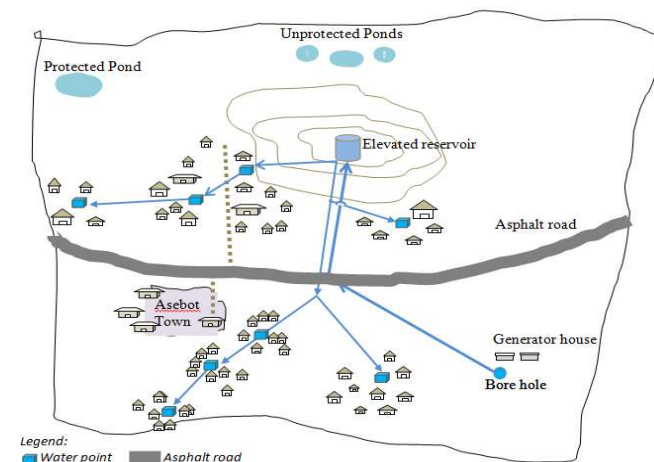 Unprotected Ponds
Protected Pond
Elevated reservoir
Asphalt road
Asebot
Town
Generator house
Bore hole
Legend:
Water point
Asphalt road